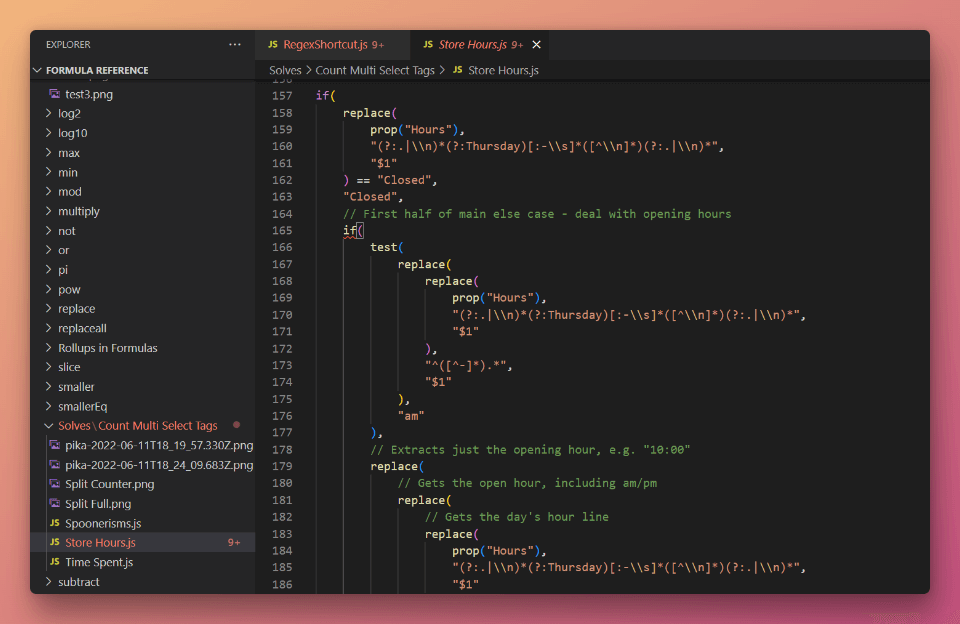 EXPLORER
···
FORMULA REFERENCE
test3.png
log2
log10
max
min
mod
multiply
not
or
pi
pow
replace
replaceall
Rollups in Formulas
slice
smaller
smallerEq
Solves\Count Multi Select Tags
pika-2022-06-11T18_19_57.330Z.png
pika-2022-06-11T18_24_09.683Z.png
Split Counter.png
Split Full.png
JS Spoonerisms.js
JS Store Hours.js 9+
JS Time Spent.js
subtract
JS RegexShortcut.js 9+
JS Store Hours.js 9+
Solves > Count Multi Select Tags > JS Store Hours.js
156
157 if(
158 replace(
159 prop("Hours"),
160 "(?:.|\\n)*(?:Thursday)[:-\\s]*([^\\n]*)(?:.|\\n)*",
161 "$1"
162 ) == "Closed",
163 "Closed",
164 // First half of main else case - deal with opening hours
165 if(
166 test(
167 replace(
168 replace(
169 prop("Hours"),
170 "(?:.|\\n)*(?:Thursday)[:-\\s]*([^\\n]*)(?:.|\\n)*",
171 "$1"
172 ),
173 "^([^-]*).*",
174 "$1"
175 ),
176 "am"
177 ),
178 // Extracts just the opening hour, e.g. "10:00"
179 replace(
180 // Gets the open hour, including am/pm
181 replace(
182 // Gets the day's hour line
183 replace(
184 prop("Hours"),
185 "(?:.|\\n)*(?:Thursday)[:-\\s]*([^\\n]*)(?:.|\\n)*",
186 "$1"